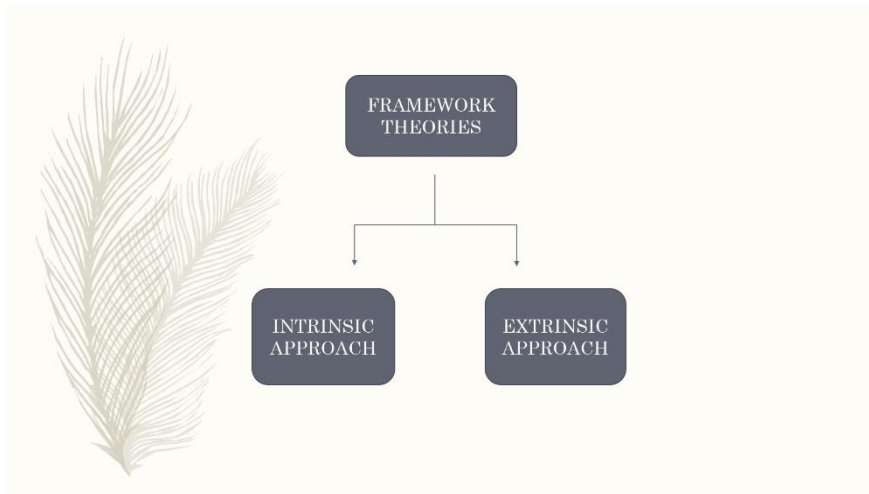 FRAMEWORK
THEORIES
INTRINSIC
APPROACH
EXTRINSIC
APPROACH